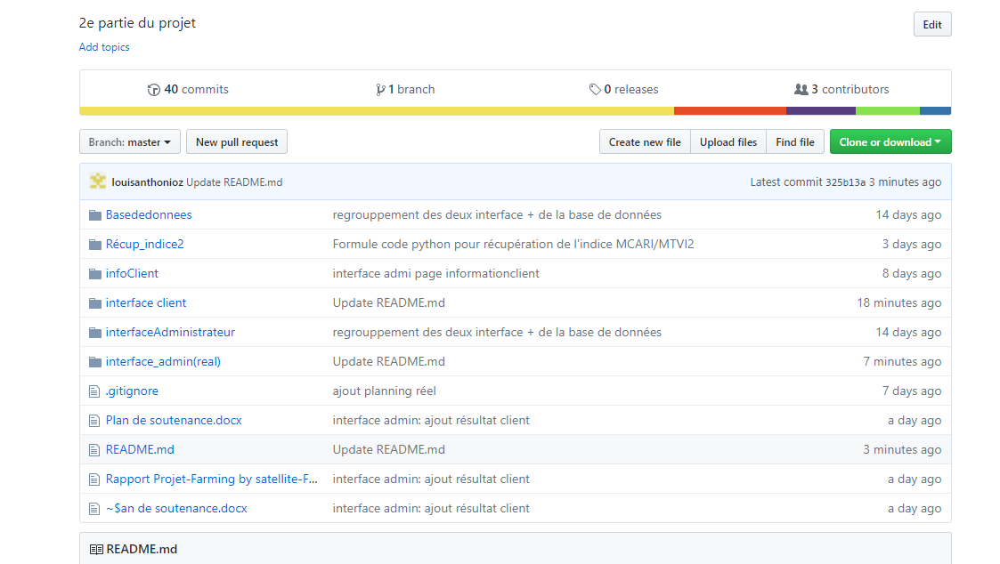 2e partie du projet
Edit
Add topics
40 commits
1 branch
0 releases
3 contributors
Branch: master
New pull request
Create new file
Upload files
Find file
Clone or download
louisanthonioz Update README.md
Latest commit 325b13a 3 minutes ago
Basededonnees regrouppement des deux interface + de la base de données 14 days ago
Récup_indice2 Formule code python pour récupération de l'indice MCARI/MTVI2 3 days ago
infoClient interface admi page informationclient 8 days ago
interface client Update README.md 18 minutes ago
interfaceAdministrateur regrouppement des deux interface + de la base de données 14 days ago
interface_admin(real) Update README.md 7 minutes ago
.gitignore ajout planning réel 7 days ago
Plan de soutenance.docx interface admin: ajout résultat client a day ago
README.md Update README.md 3 minutes ago
Rapport Projet-Farming by satellite-F... interface admin: ajout résultat client a day ago
~$an de soutenance.docx interface admin: ajout résultat client a day ago
README.md